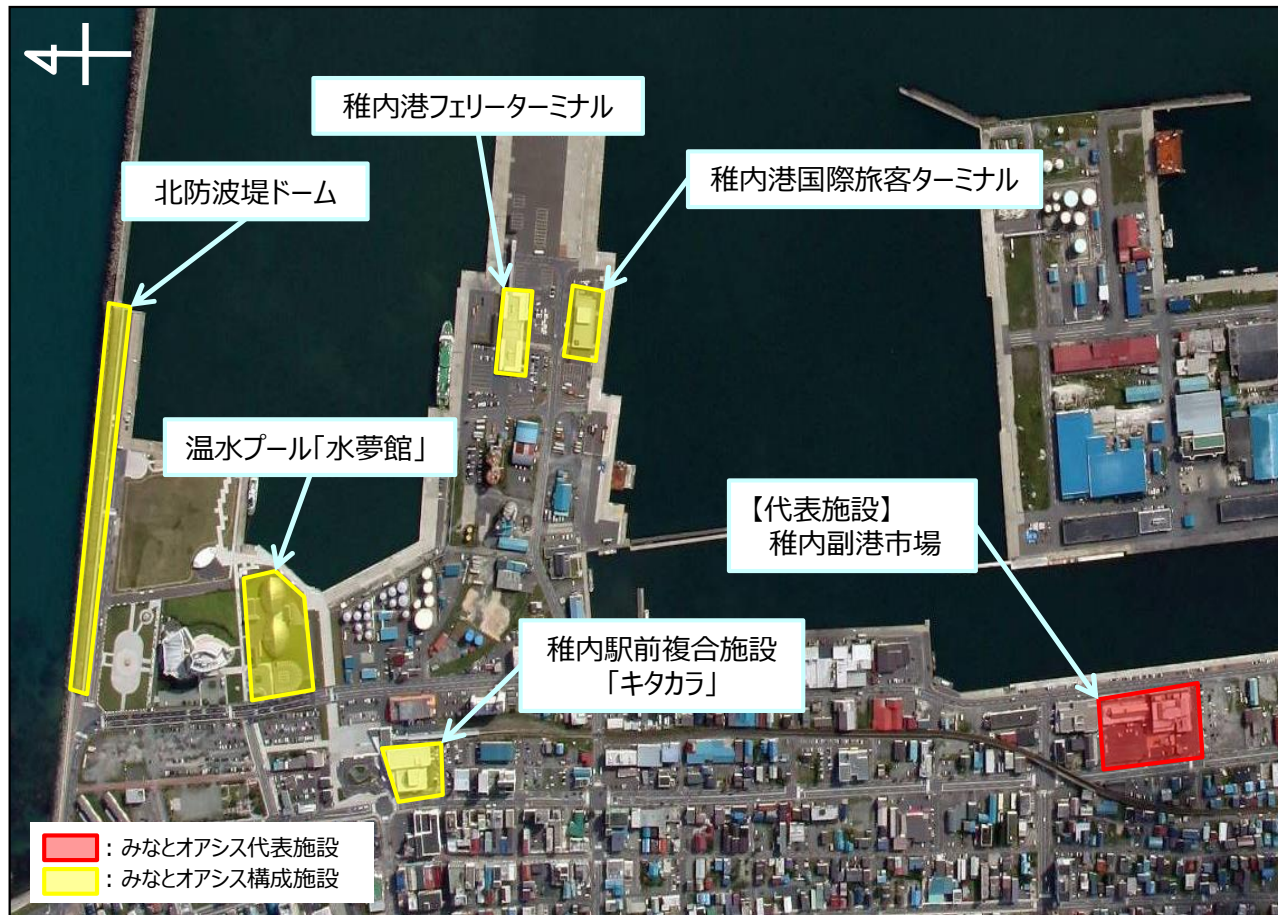 稚内港フェリーターミナル
北防波堤ドーム
稚内港国際旅客ターミナル
温水プール「水夢館」
【代表施設】
稚内副港市場
稚内駅前複合施設
「キタカラ」
：みなとオアシス代表施設
：みなとオアシス構成施設